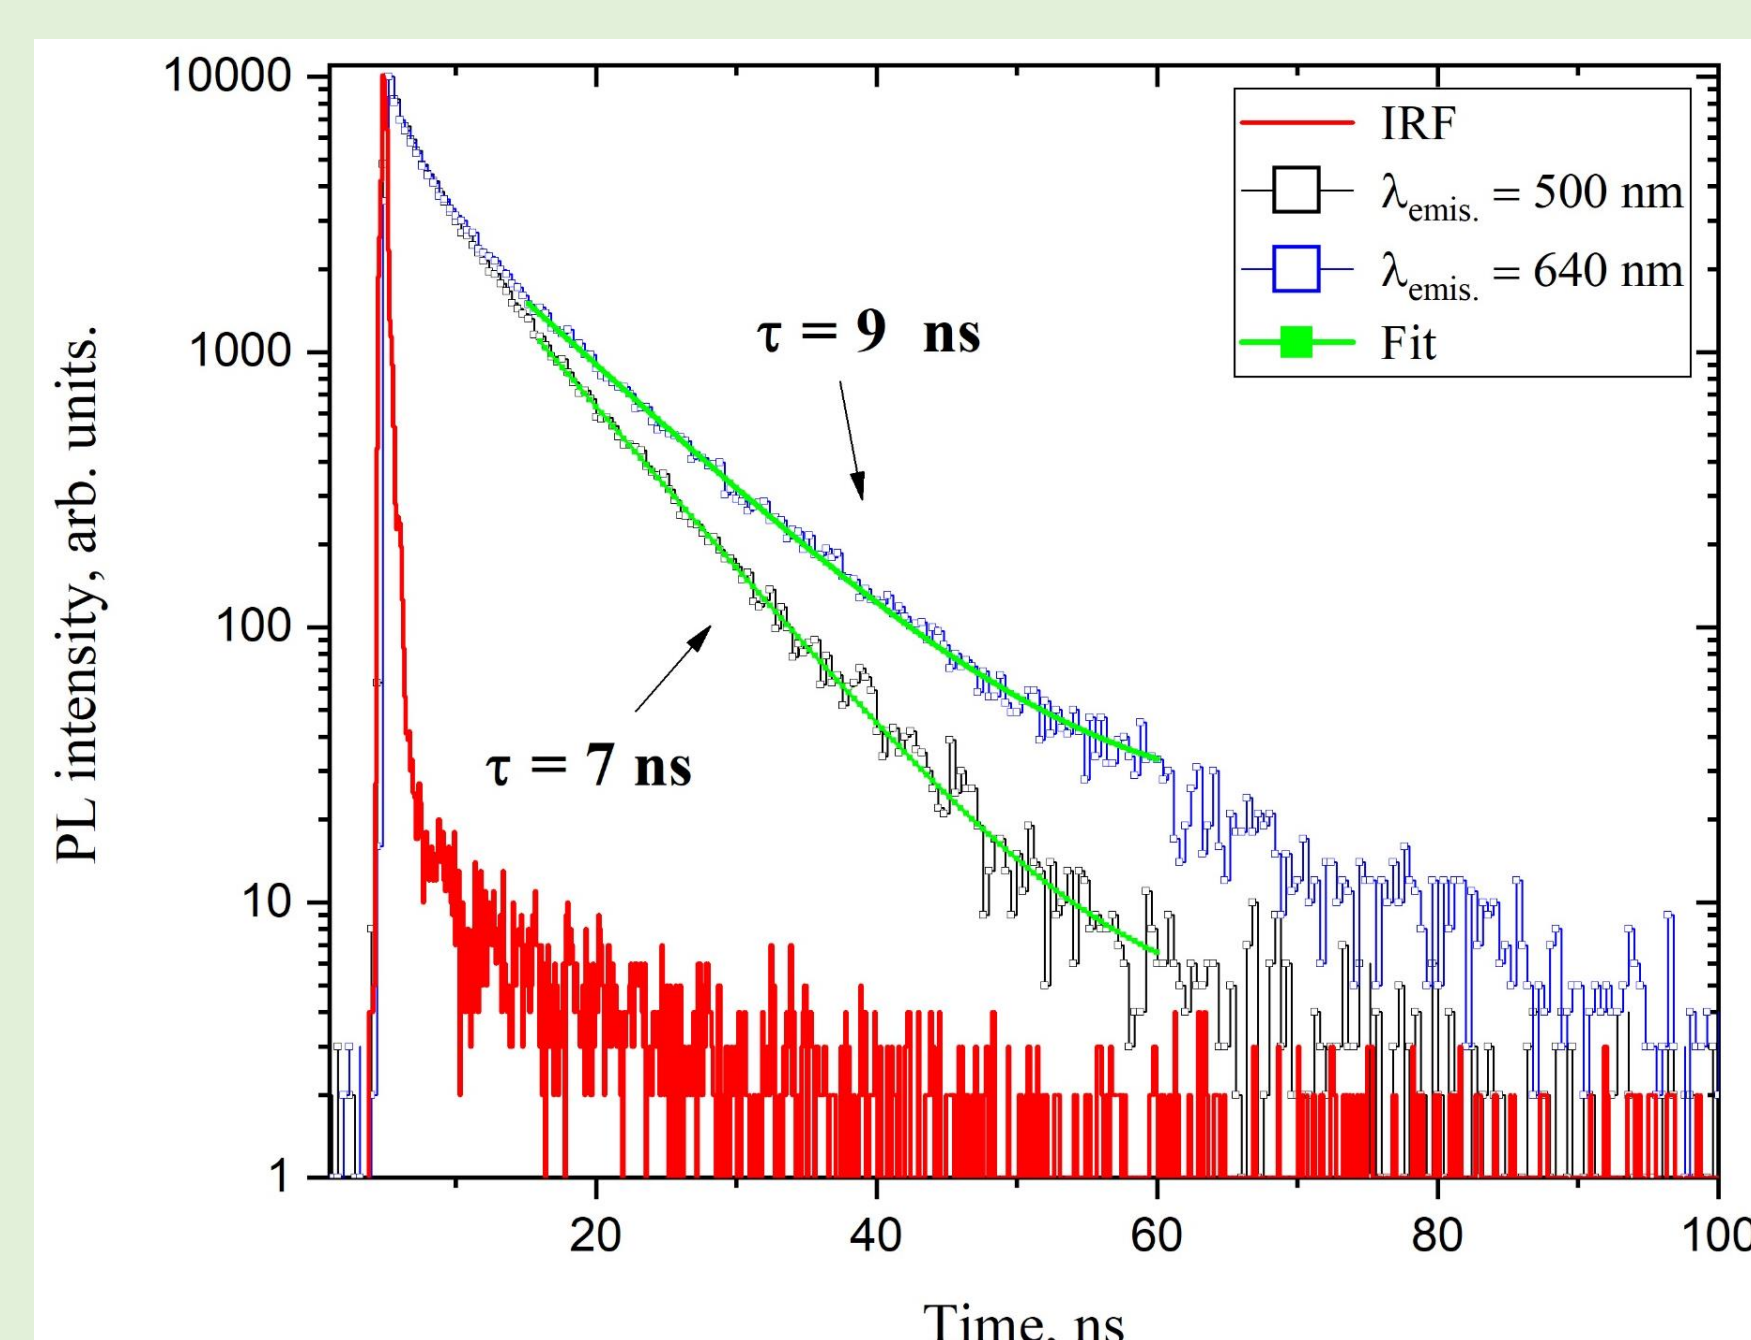 10000
1000
100
10
1
PL intensity, arb. units.
IRF
λemis. = 500 nm
λemis. = 640 nm
Fit
τ = 9 ns
τ = 7 ns
20 40 60 80 100
Time, ns